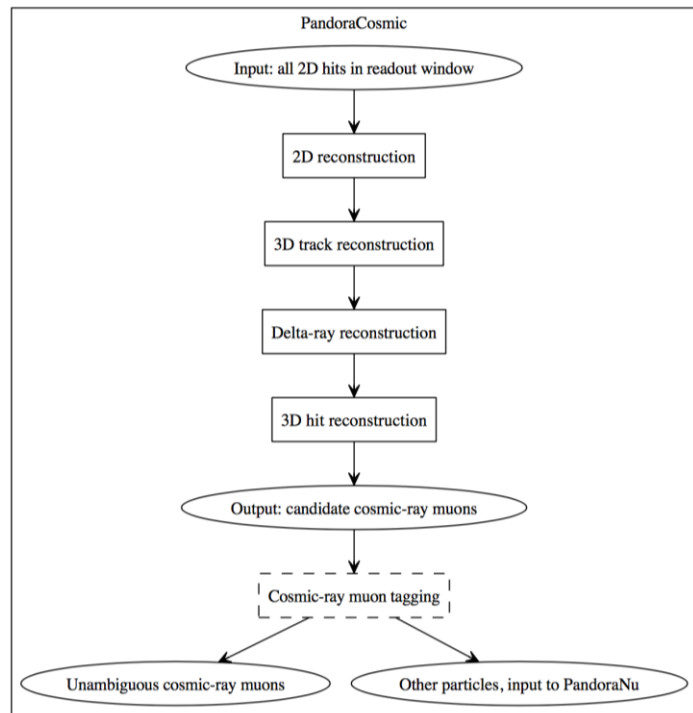 PandoraCosmic
Input: all 2D hits in readout window
2D reconstruction
3D track reconstruction
Delta-ray reconstruction
3D hit reconstruction
Output: candidate cosmic-ray muons
Cosmic-ray muon tagging
Unambiguous cosmic-ray muons
Other particles, input to PandoraNu